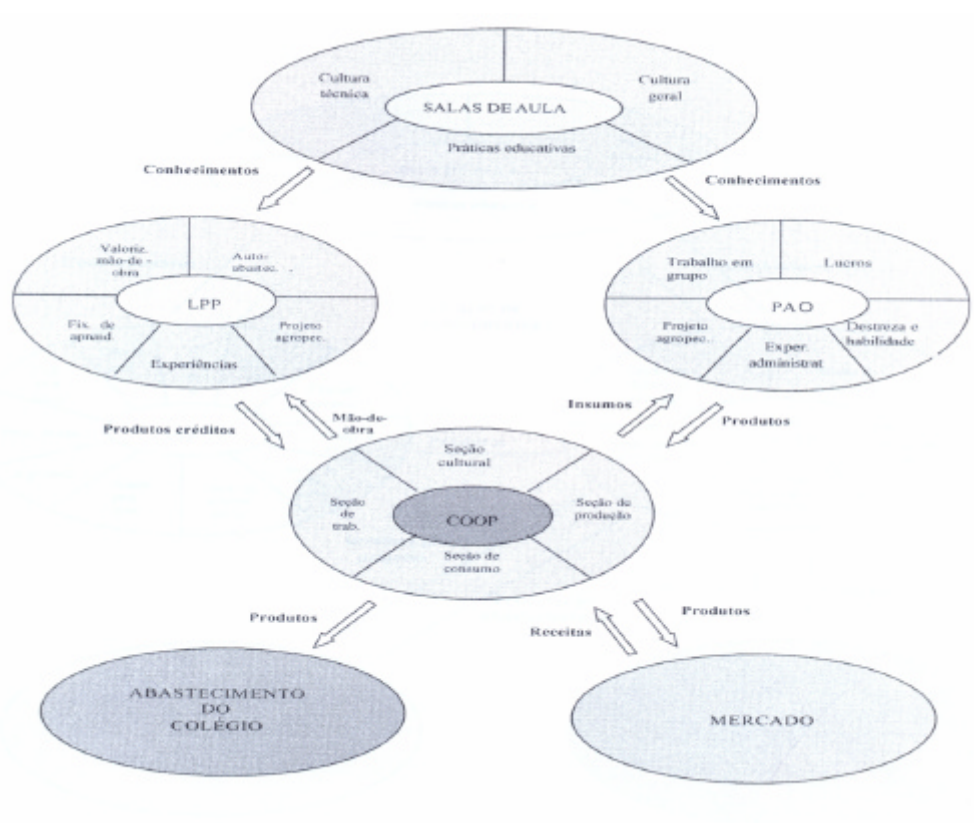 Cultura
técnica
Cultura
geral
SALAS DE AULA
Práticas educativas
Conhecimentos
Conhecimentos
Valoriz.
mão-de-
obra
Auto-
abastec.
LPP
Fix. de
Projeto
agropec.
Experiências
Trabalho em
grupo
Lucros
PAO
Projeto
agropec..
Exper.
administrat
Destreza e
habilidade
Produtos créditos
Mão-de-
obra
Insumos
Produtos
Seção
cultural
Seção
de
trab.
COOP
Seção de
produção
Seção de
consumo
Produtos
Receitas
Produtos
ABASTECIMENTO
DO
COLÉGIO
MERCADO